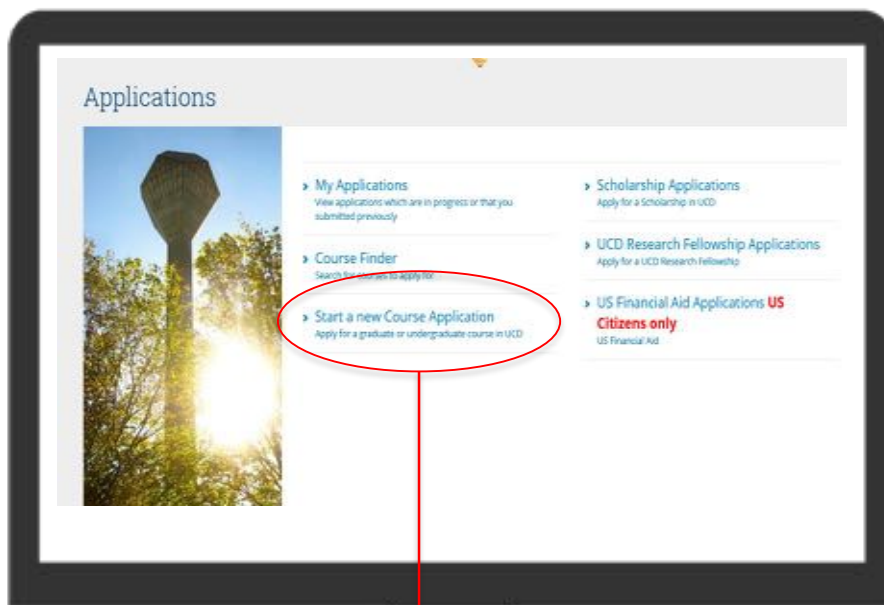 Applications
My Applications
View applications which are in progress or that you
submitted previously
Course Finder
Search for courses to apply for
Start a new Course Application
Apply for a graduate or undergraduate course in UCD
Scholarship Applications
Apply for a Scholarship in UCD
UCD Research Fellowship Applications
Apply for a UCD Research Fellowship
US Financial Aid Applications US
Citizens only
US Financial Aid